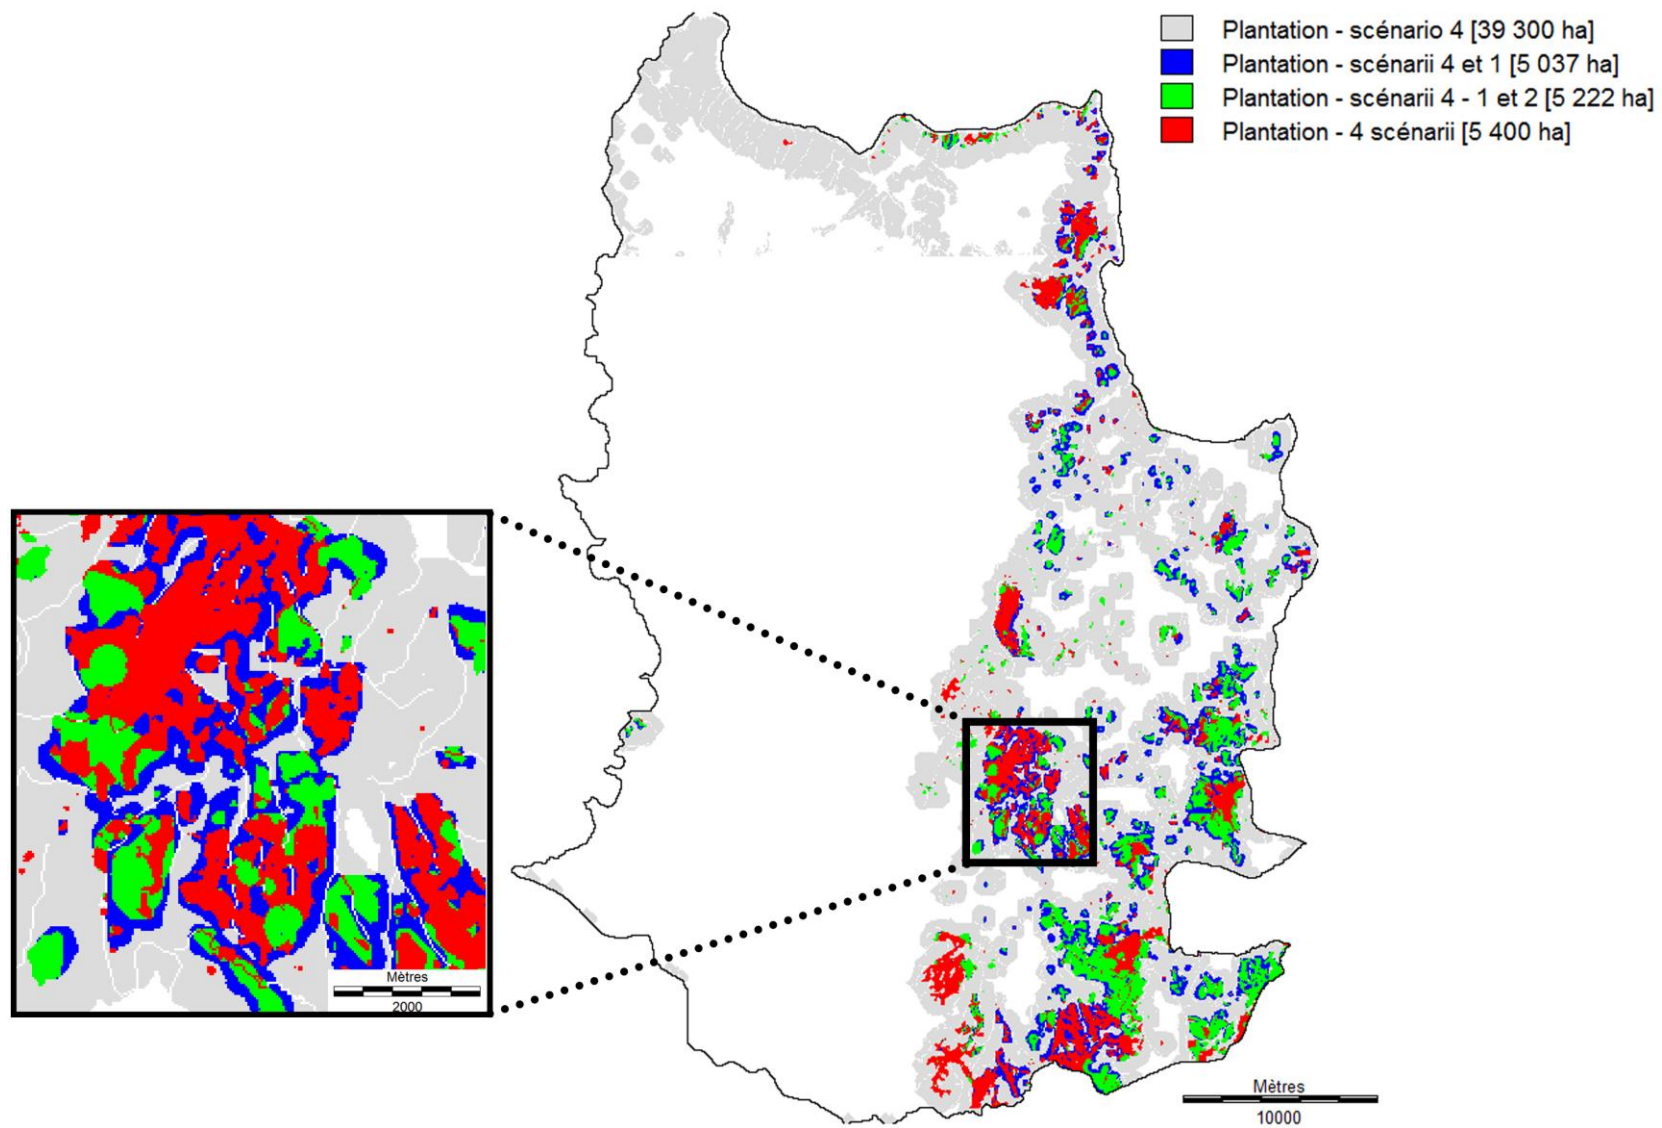 Plantation - scénario 4 [39 300 ha]
Plantation - scénarii 4 et 1 [5 037 ha]
Plantation - scénarii 4 - 1 et 2 [5 222 ha]
Plantation - 4 scénarii [5 400 ha]
Mètres
2000
Mètres
10000